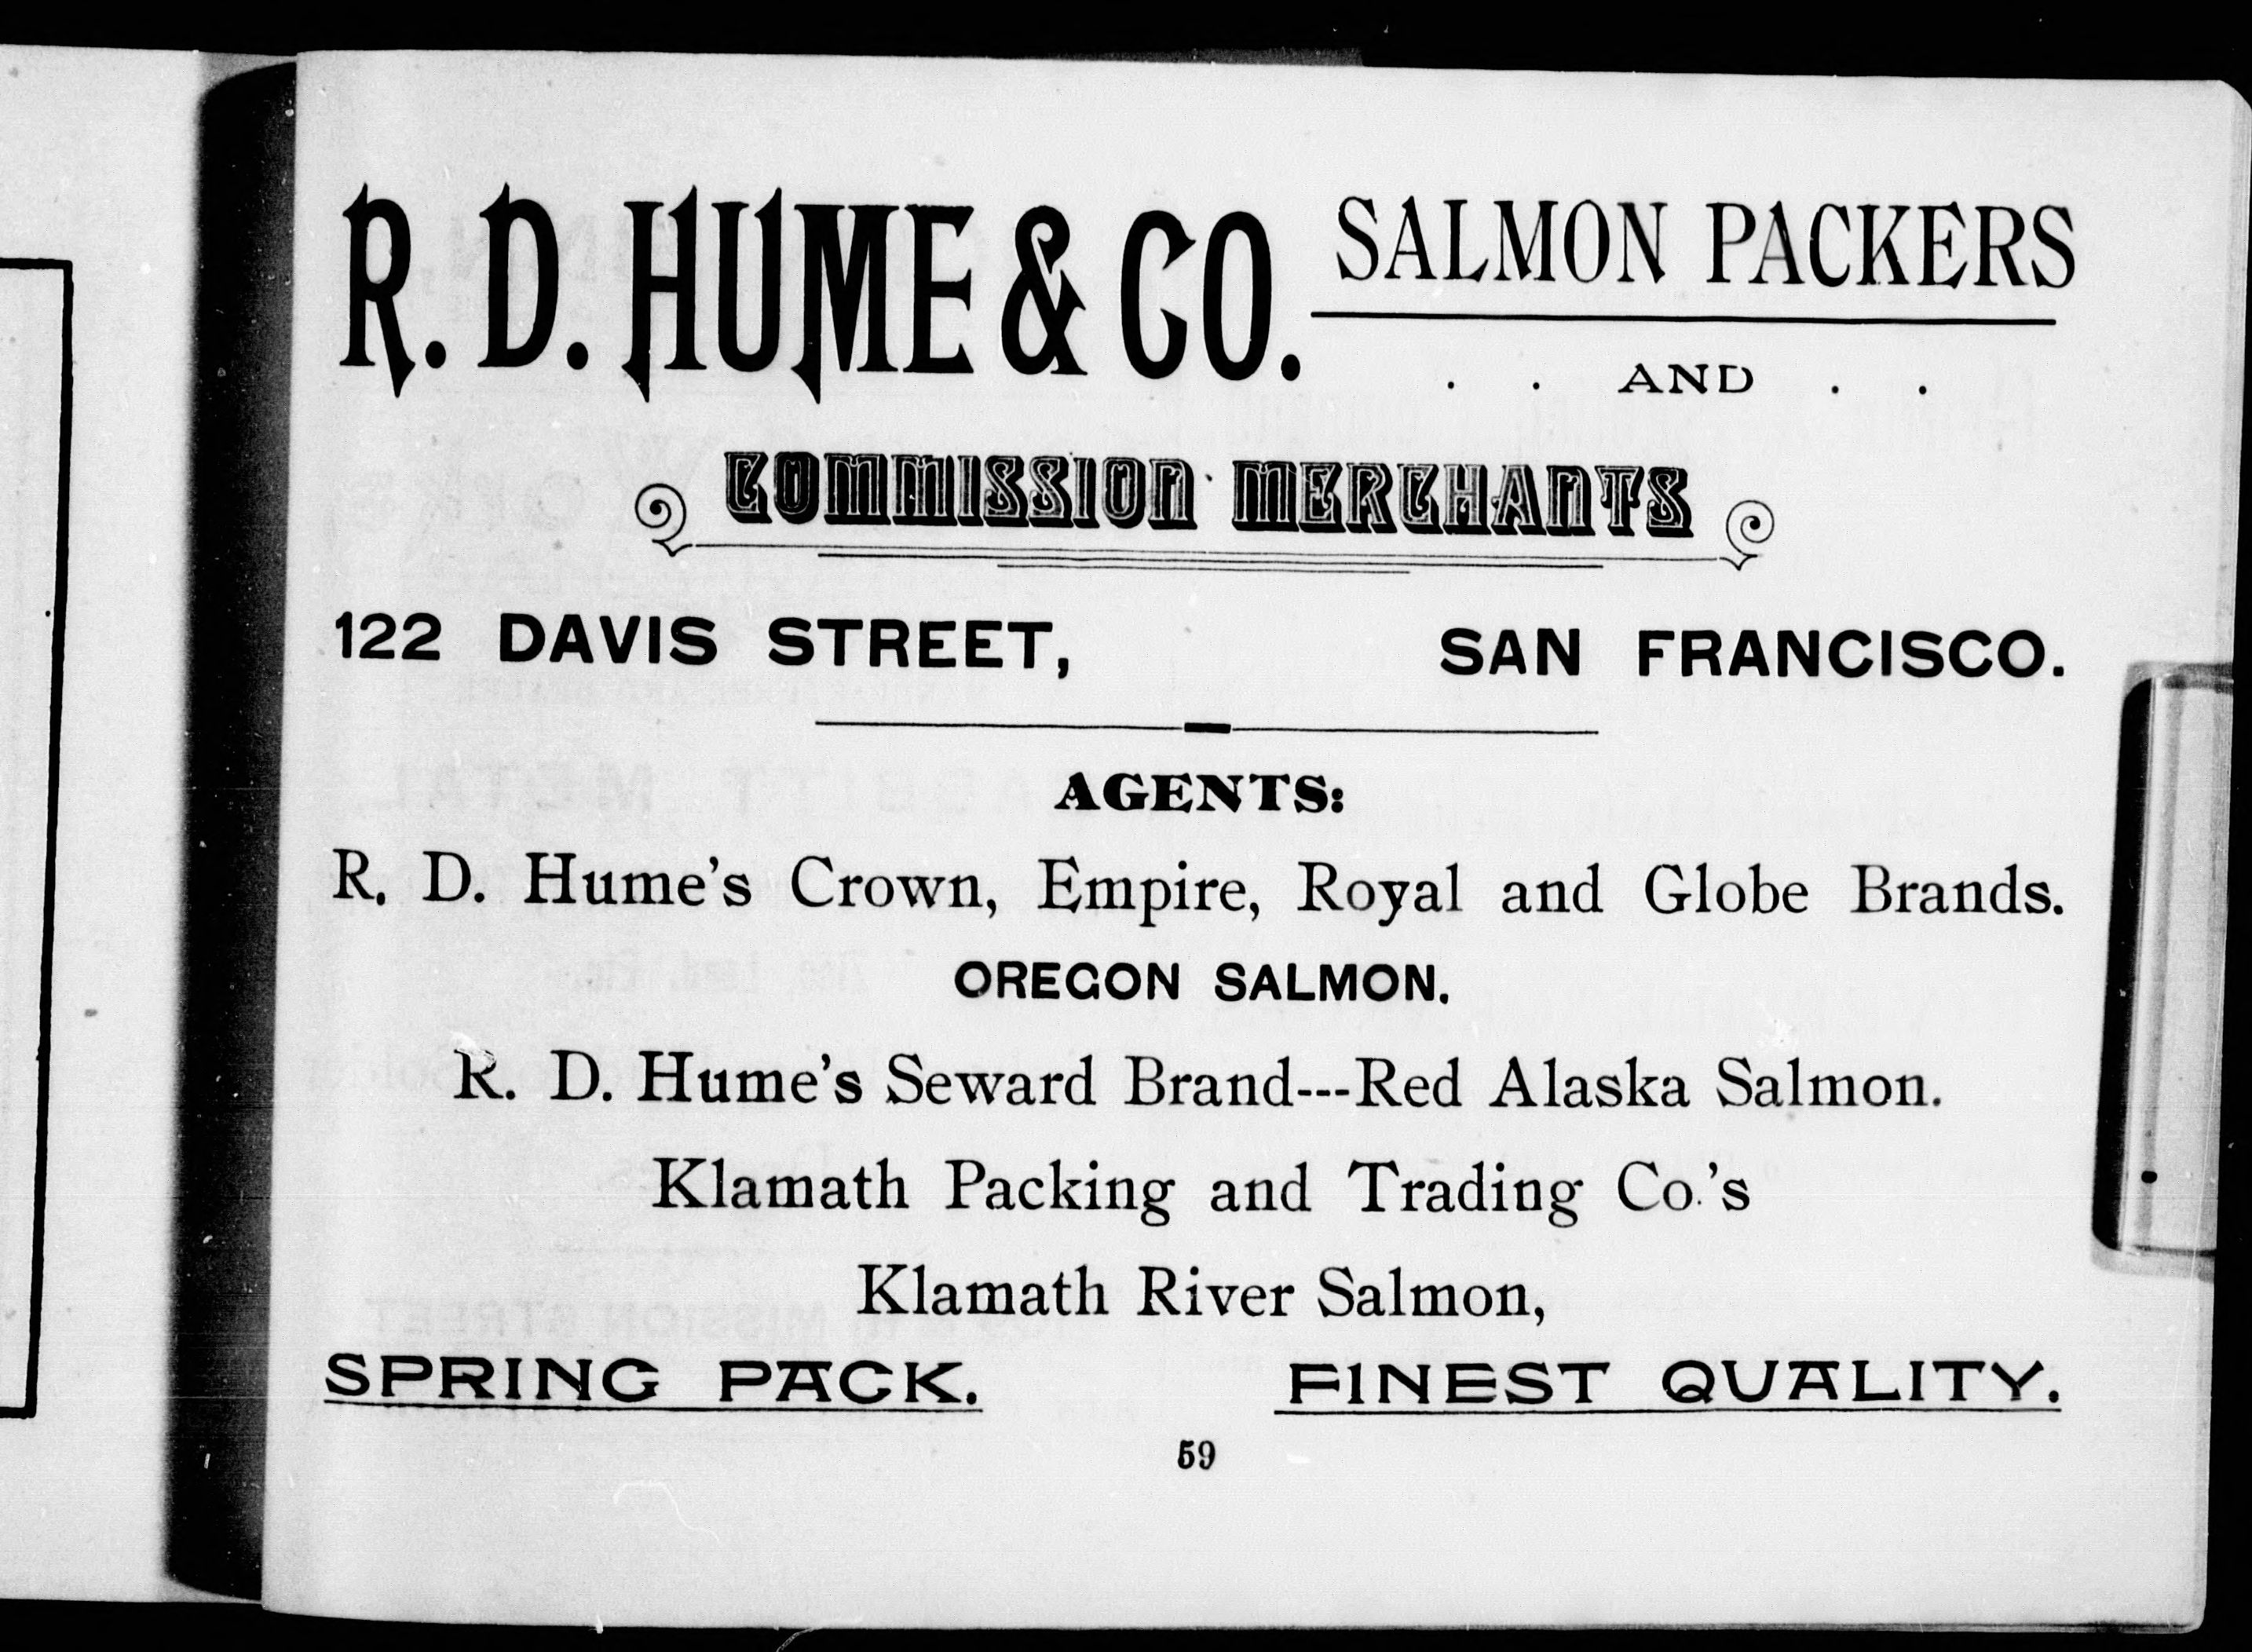 R. D. HUME & CO. SALMON PACKERS
. . AND . .
COMMISSION MERCHANTS
122 DAVIS STREET, SAN FRANCISCO.
AGENTS:
R. D. Hume's Crown, Empire, Royal and Globe Brands.
OREGON SALMON.
R. D. Hume's Seward Brand---Red Alaska Salmon.
Klamath Packing and Trading Co.'s
Klamath River Salmon,
SPRING PACK. FINEST QUALITY.
59